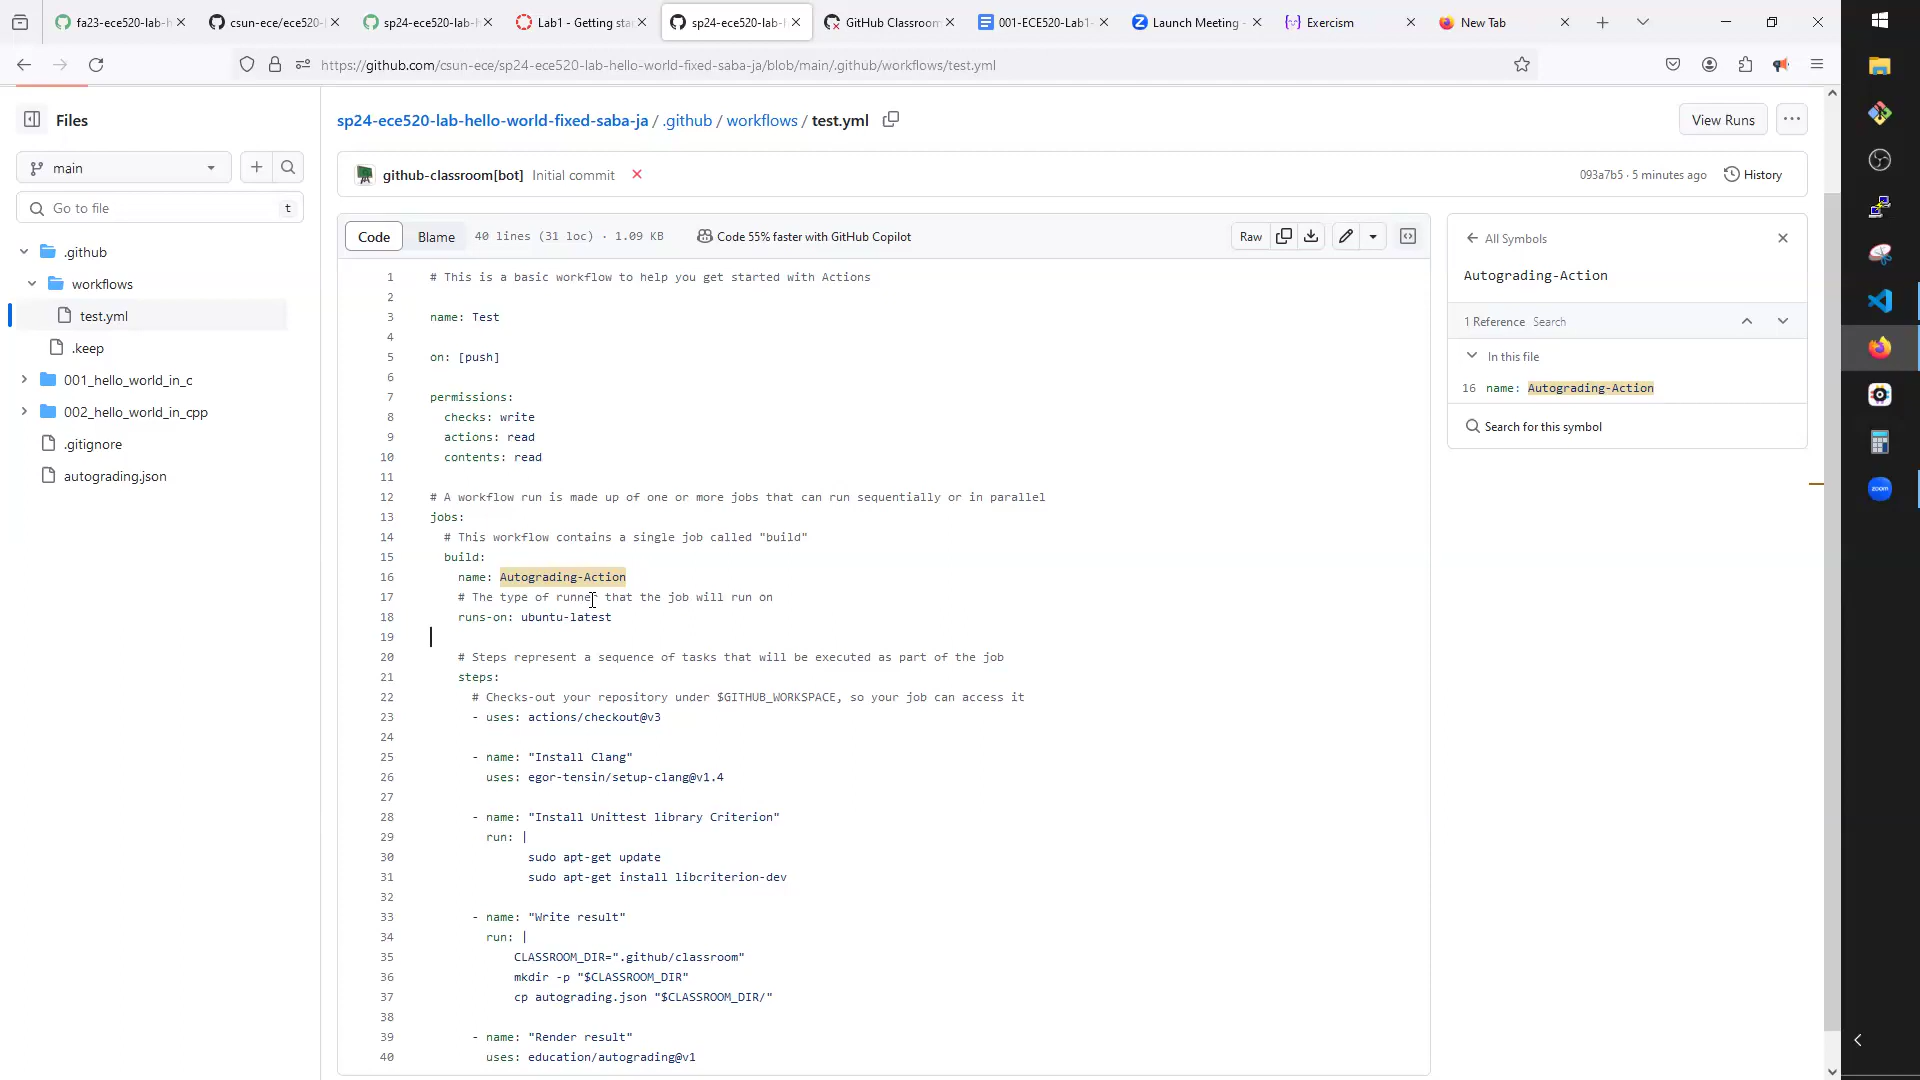 fa23-ece520-lab-h
csun-ece/ece520-
sp24-ece520-lab-h
Lab1 - Getting sta
sp24-ece520-lab-
GitHub Classroom
001-ECE520-Lab1-
Launch Meeting -
Exercism
New Tab
https://github.com/csun-ece/sp24-ece520-lab-hello-world-fixed-saba-ja/blob/main/.github/workflows/test.yml
Files
main
Go to file
t
.github
workflows
test.yml
.keep
001_hello_world_in_c
002_hello_world_in_cpp
.gitignore
autograding.json
sp24-ece520-lab-hello-world-fixed-saba-ja / .github / workflows / test.yml
View Runs
github-classroom[bot] Initial commit
093a7b5 · 5 minutes ago
History
Code
Blame
40 lines (31 loc) · 1.09 KB
Code 55% faster with GitHub Copilot
Raw
1 # This is a basic workflow to help you get started with Actions
2
3 name: Test
4
5 on: [push]
6
7 permissions:
8 checks: write
9 actions: read
10 contents: read
11
12 # A workflow run is made up of one or more jobs that can run sequentially or in parallel
13 jobs:
14 # This workflow contains a single job called "build"
15 build:
16 name: Autograding-Action
17 # The type of runner that the job will run on
18 runs-on: ubuntu-latest
19
20 # Steps represent a sequence of tasks that will be executed as part of the job
21 steps:
22 # Checks-out your repository under $GITHUB_WORKSPACE, so your job can access it
23 - uses: actions/checkout@v3
24
25 - name: "Install Clang"
26 uses: egor-tensin/setup-clang@v1.4
27
28 - name: "Install Unittest library Criterion"
29 run: |
30 sudo apt-get update
31 sudo apt-get install libcriterion-dev
32
33 - name: "Write result"
34 run: |
35 CLASSROOM_DIR=".github/classroom"
36 mkdir -p "$CLASSROOM_DIR"
37 cp autograding.json "$CLASSROOM_DIR/"
38
39 - name: "Render result"
40 uses: education/autograding@v1
All Symbols
Autograding-Action
1 Reference Search
In this file
16 name: Autograding-Action
Search for this symbol
zoom